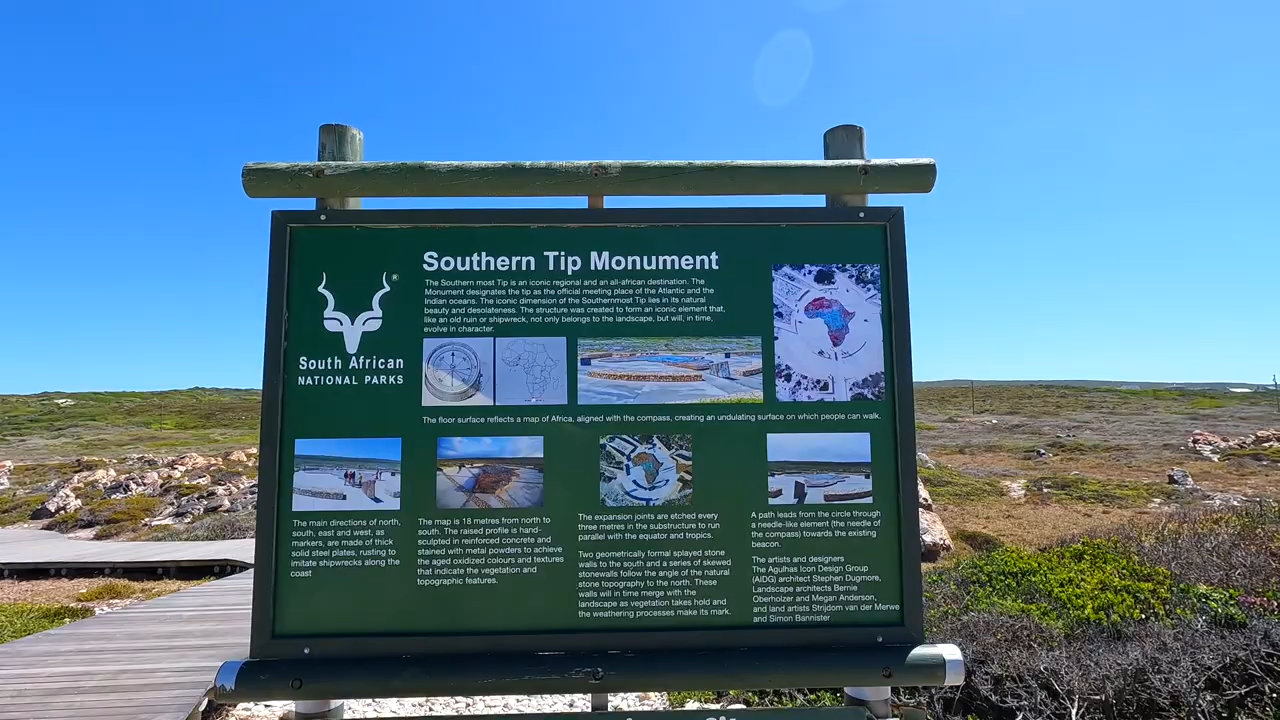 Southern Tip Monument
The Southern most Tip is an iconic regional and an all-african destination. The
Monument designates the tip as the official meeting place of the Atlantic and the
Indian oceans. The iconic dimension of the Southernmost Tip lies in its natural
beauty and desolateness. The structure was created to form an iconic element that,
like an old ruin or shipwreck, not only belongs to the landscape, but will, in time,
evolve in character.
®
South African
NATIONAL PARKS
The floor surface reflects a map of Africa, aligned with the compass, creating an undulating surface on which people can walk.
The main directions of north,
south, east and west, as
markers, are made of thick
solid steel plates, rusting to
imitate shipwrecks along the
coast
The map is 18 metres from north to
south. The raised profile is hand-
sculpted in reinforced concrete and
stained with metal powders to achieve
the aged oxidized colours and textures
that indicate the vegetation and
topographic features.
The expansion joints are etched every
three metres in the substructure to run
parallel with the equator and tropics.
Two geometrically formal splayed stone
walls to the south and a series of skewed
stonewalls follow the angle of the natural
stone topography to the north. These
walls will in time merge with the
landscape as vegetation takes hold and
the weathering processes make its mark.
A path leads from the circle through
a needle-like element (the needle of
the compass) towards the existing
beacon.
The artists and designers
The Agulhas Icon Design Group
(AIDG) architect Stephen Dugmore,
Landscape architects Bernie
Oberholzer and Megan Anderson,
and land artists Strijdom van der Merwe
and Simon Bannister